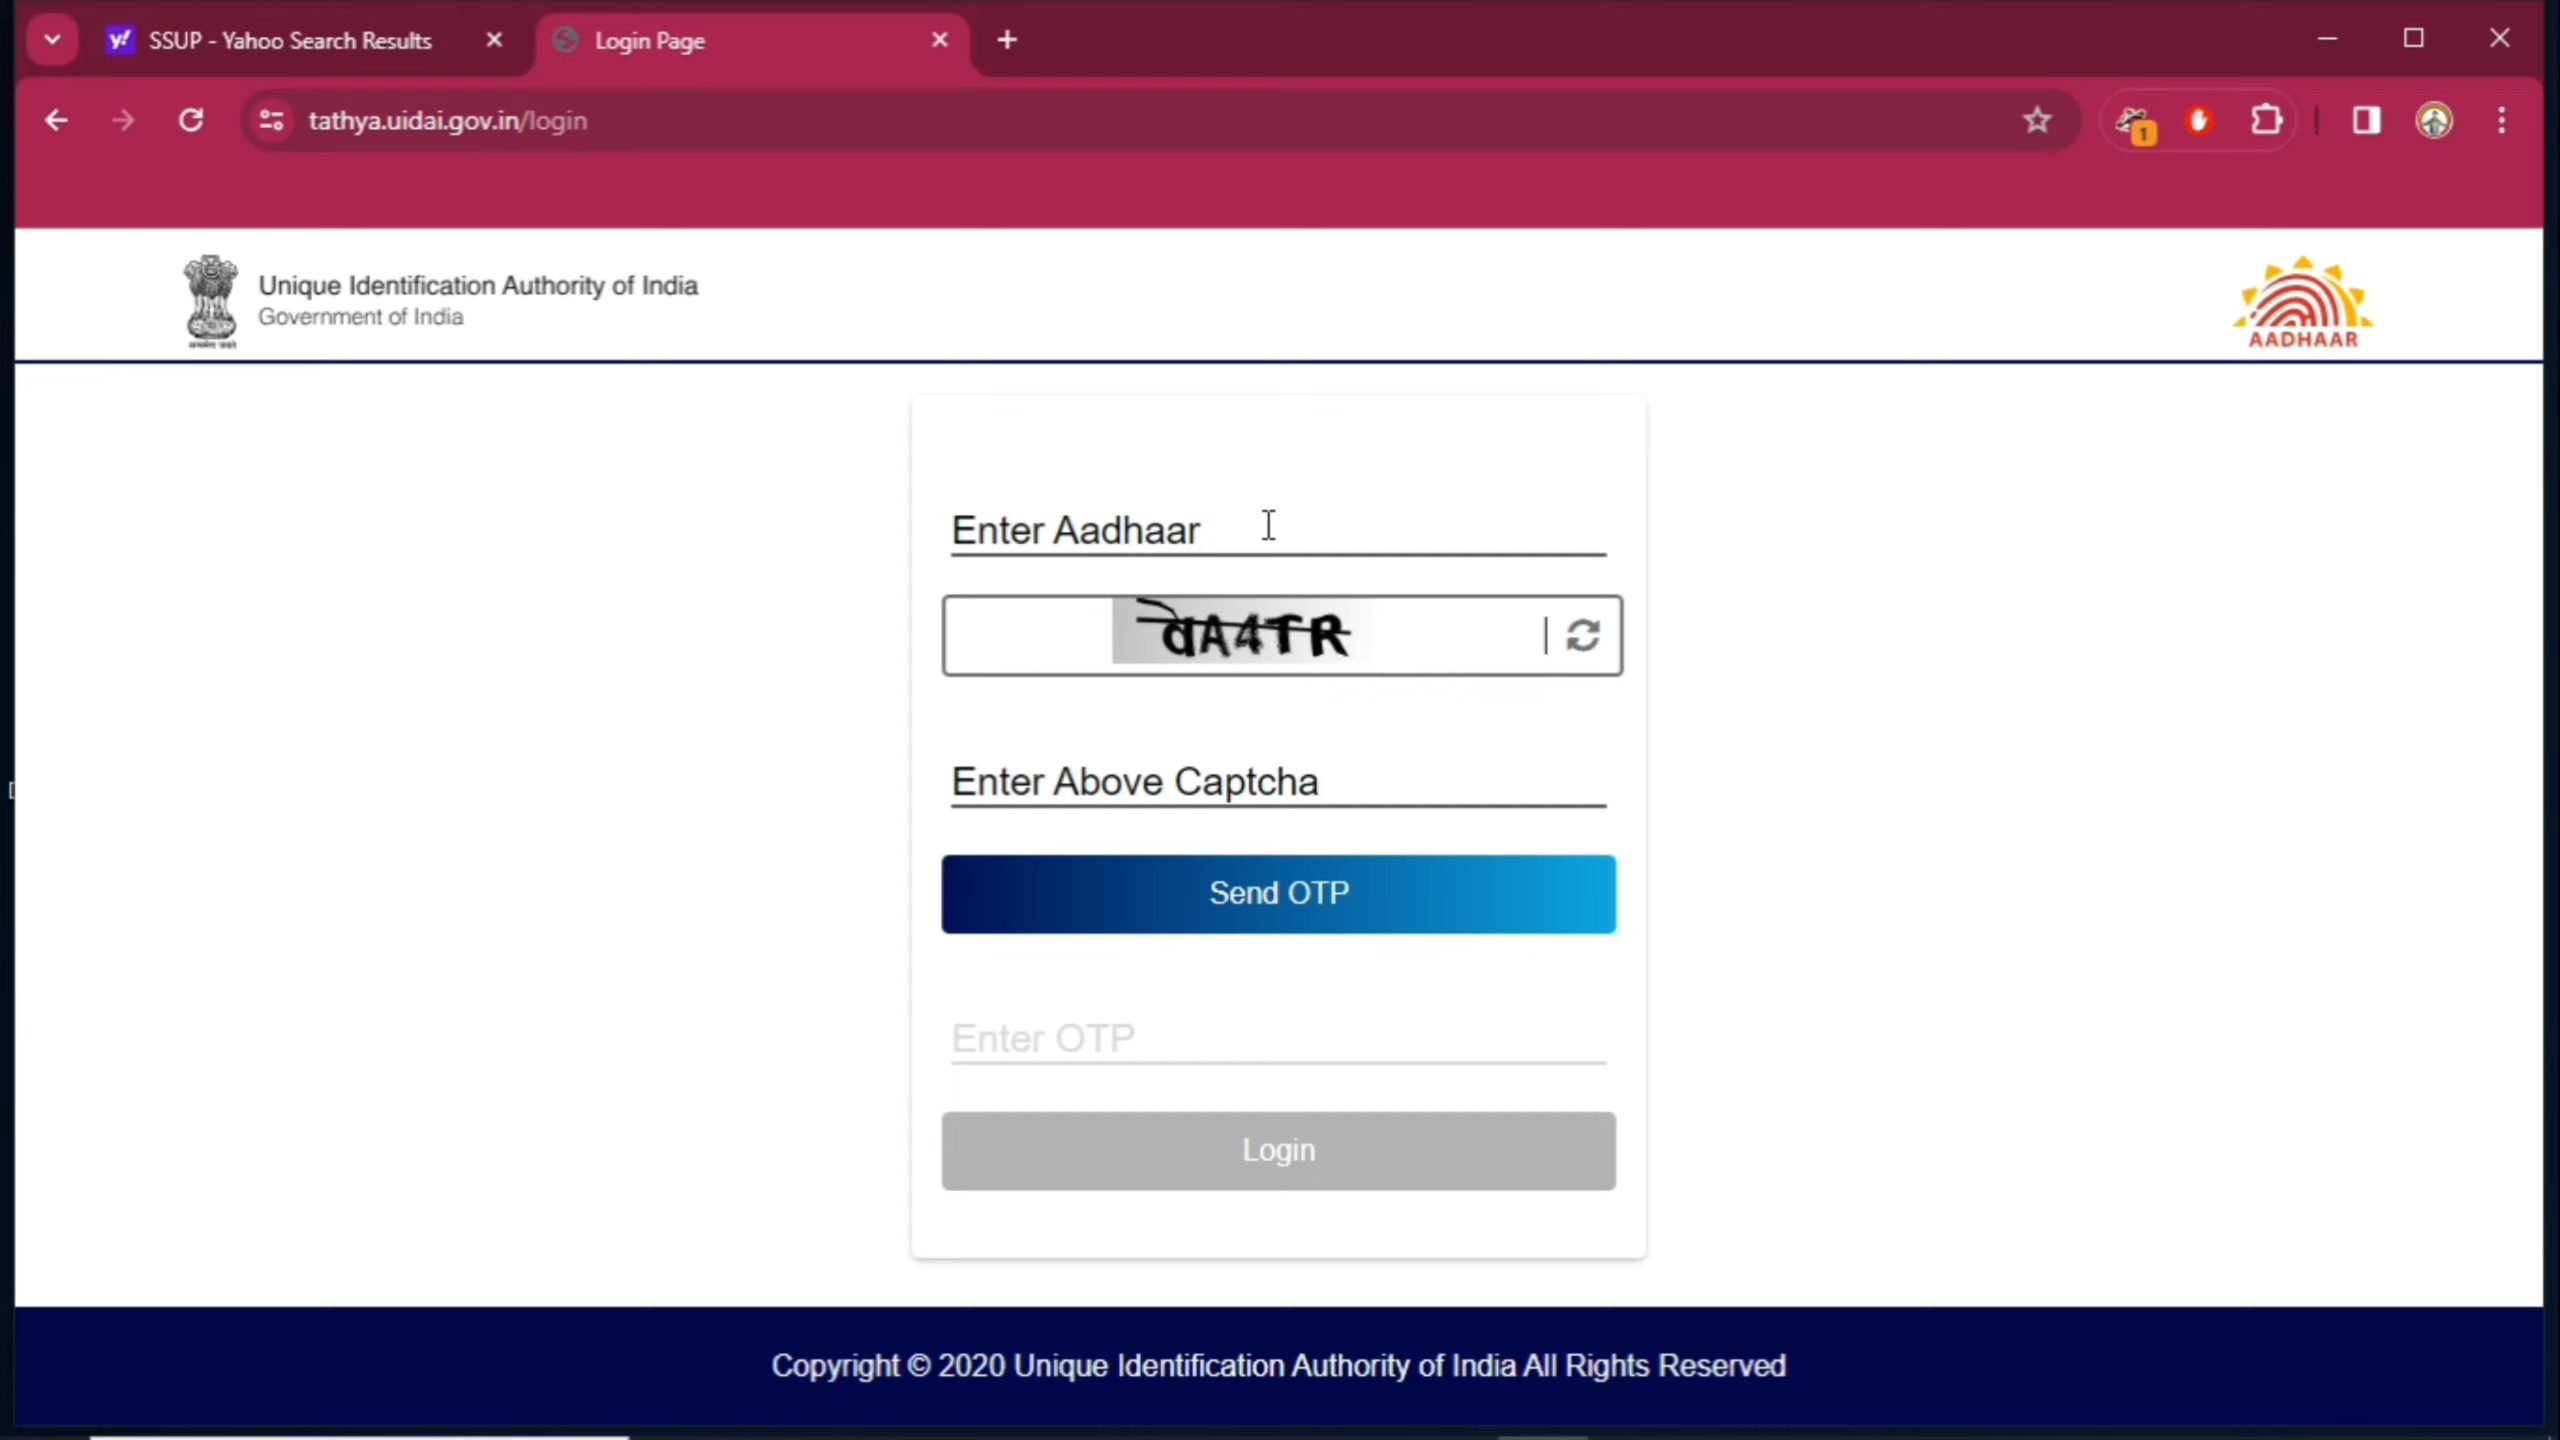 SSUP - Yahoo Search Results
Login Page
tathya.uidai.gov.in/login
1
Unique Identification Authority of India
Government of India
AADHAAR
Enter Aadhaar
dA4TR
Enter Above Captcha
Send OTP
Enter OTP
Login
Copyright © 2020 Unique Identification Authority of India All Rights Reserved